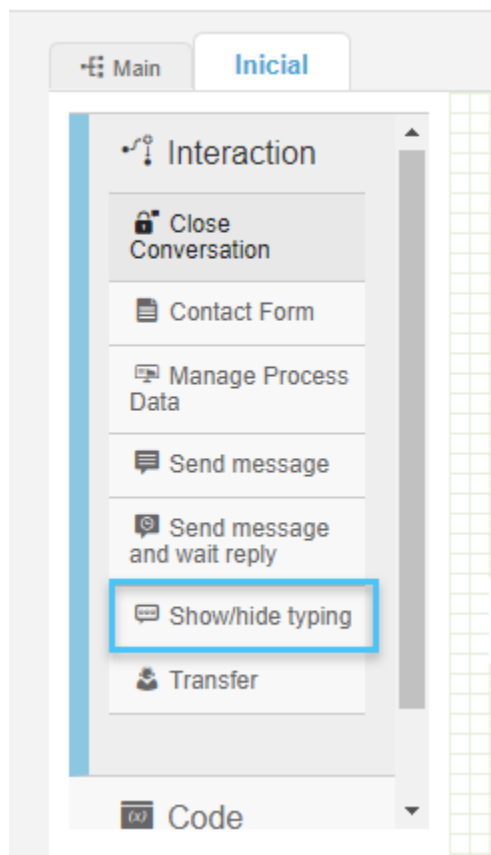 Main
Inicial
Interaction
Close
Conversation
Contact Form
Manage Process
Data
Send message
Send message
and wait reply
Show/hide typing
Transfer
(x) Code